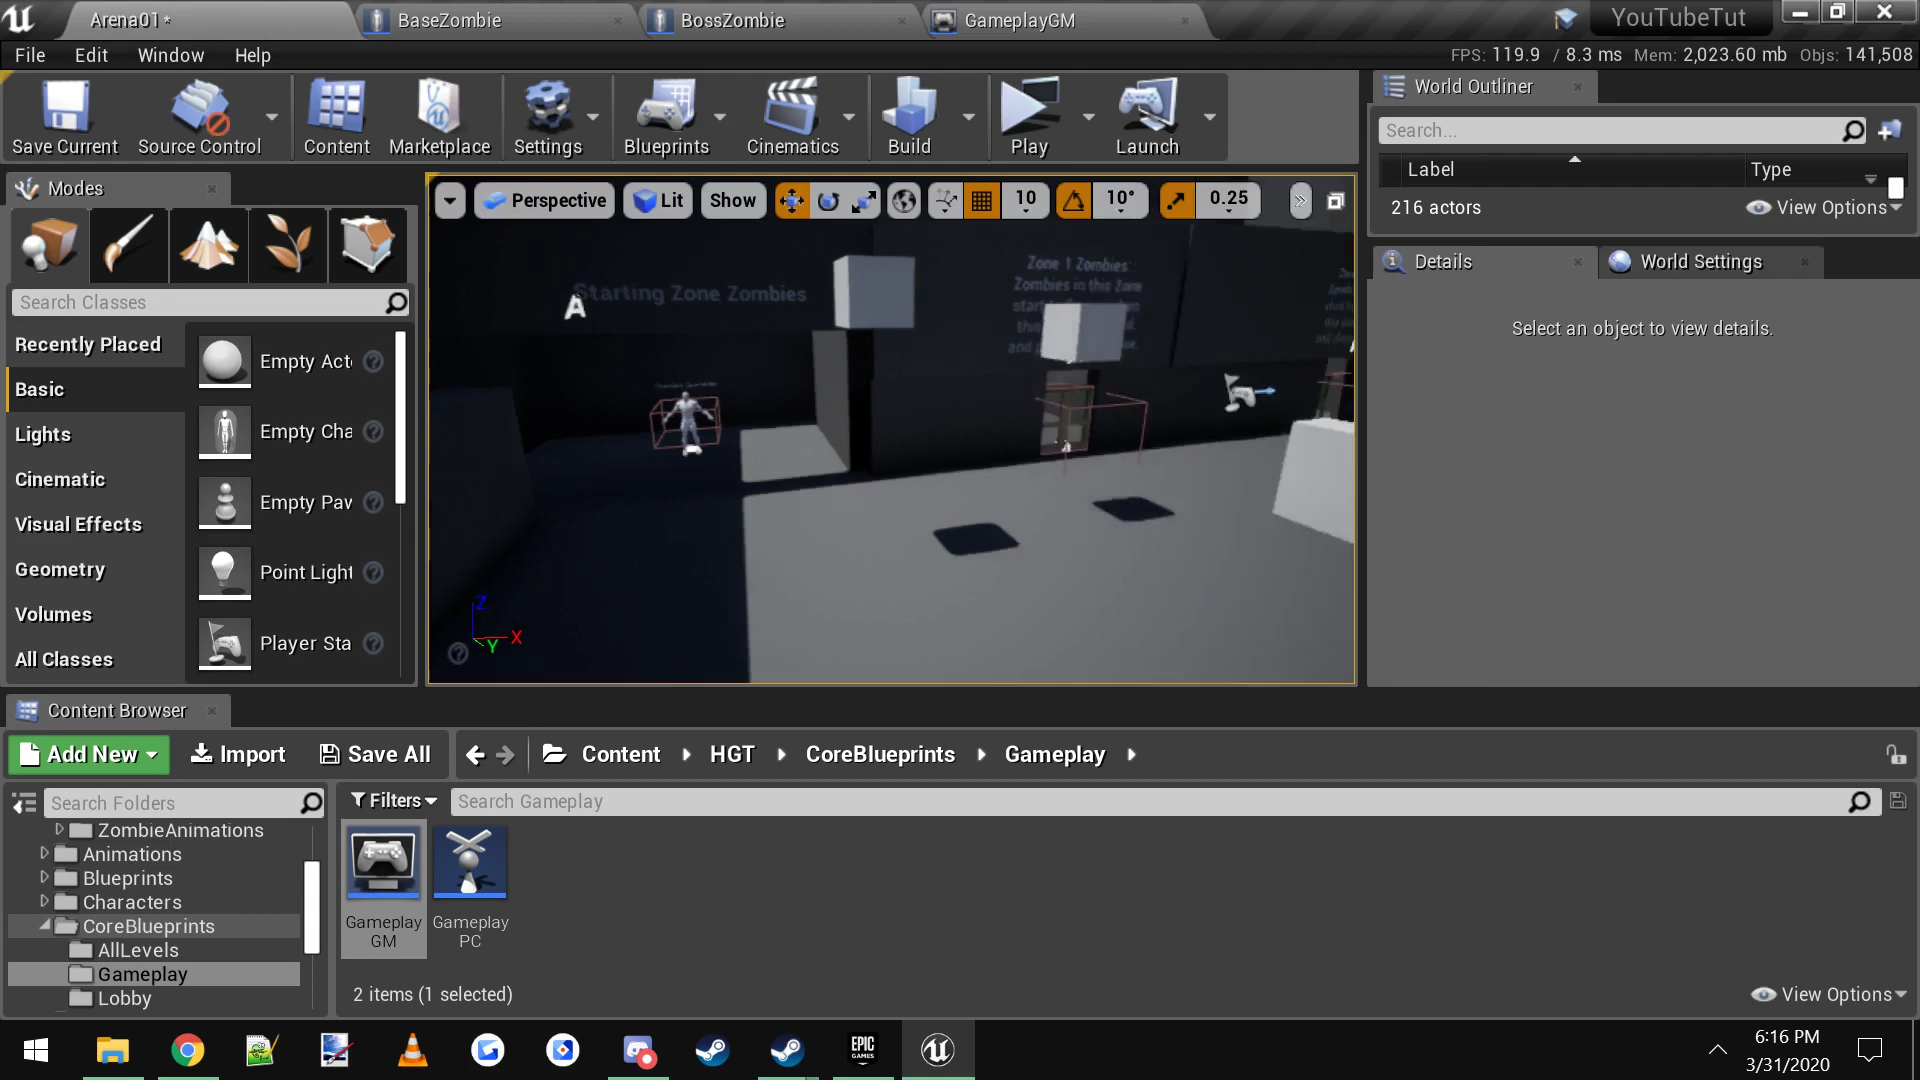 Arena01*
BaseZombie
BossZombie
GameplayGM
YouTubeTut
File Edit Window Help
FPS: 119.9 / 8.3 ms Mem: 2,023.60 mb Objs: 141,508
Save Current
Source Control
Content
Marketplace
Settings
Blueprints
Cinematics
Build
Play
Launch
World Outliner
Search...
Label
Type
216 actors
View Options
Modes
Search Classes
Recently Placed
Basic
Lights
Cinematic
Visual Effects
Geometry
Volumes
All Classes
Empty Act
Empty Cha
Empty Paw
Point Light
Player Sta
Perspective
Lit
Show
10
10°
0.25
Starting Zone Zombies
A
Zone 1 Zombies:
Zombies in this Zone
start
this
and
Z
X
Y
Details
World Settings
Select an object to view details.
Content Browser
Add New
Import
Save All
Content
HGT
CoreBlueprints
Gameplay
Search Folders
ZombieAnimations
Animations
Blueprints
Characters
CoreBlueprints
AllLevels
Gameplay
Lobby
Filters
Search Gameplay
Gameplay
GM
Gameplay
PC
2 items (1 selected)
View Options
EPIC
GAMES
6:16 PM
3/31/2020